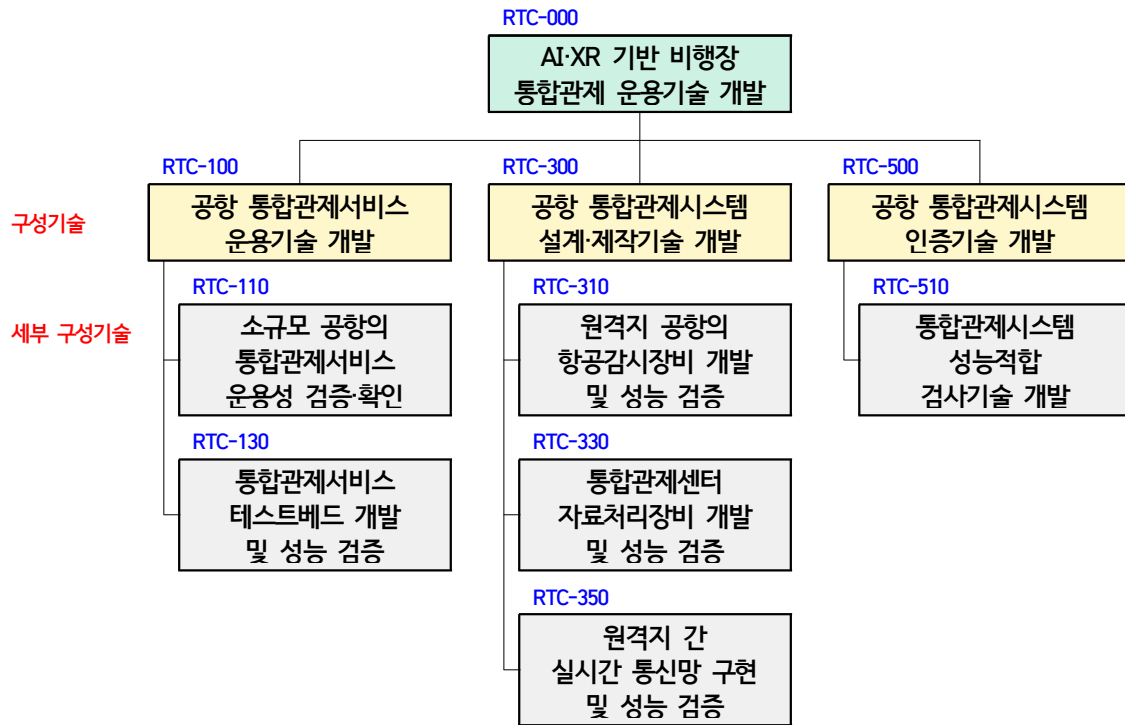 RTC-000
AI·XR 기반 비행장
통합관제 운용기술 개발
RTC-100
RTC-300
RTC-500
구성기술
공항 통합관제서비스
운용기술 개발
공항 통합관제시스템
설계·제작기술 개발
공항 통합관제시스템
인증기술 개발
RTC-110
RTC-310
RTC-510
세부 구성기술
소규모 공항의
통합관제서비스
운용성 검증·확인
원격지 공항의
항공감시장비 개발
및 성능 검증
통합관제시스템
성능적합
검사기술 개발
RTC-130
RTC-330
통합관제서비스
테스트베드 개발
및 성능 검증
통합관제센터
자료처리장비 개발
및 성능 검증
RTC-350
원격지 간
실시간 통신망 구현
및 성능 검증